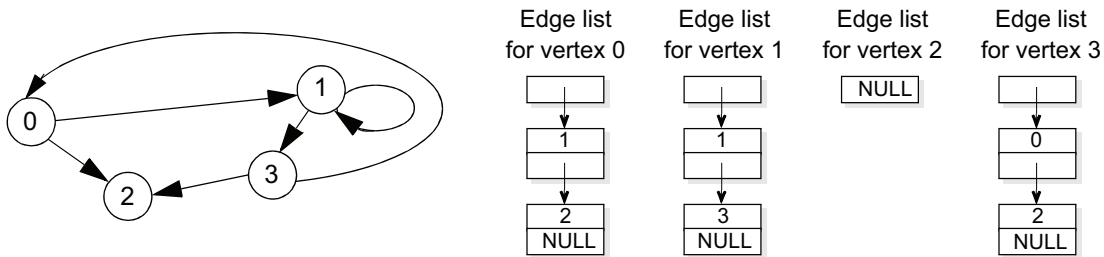 0
1
2
3
Edge list
for vertex 0
1
2
NULL
Edge list
for vertex 1
1
3
NULL
Edge list
for vertex 2
NULL
Edge list
for vertex 3
0
2
NULL